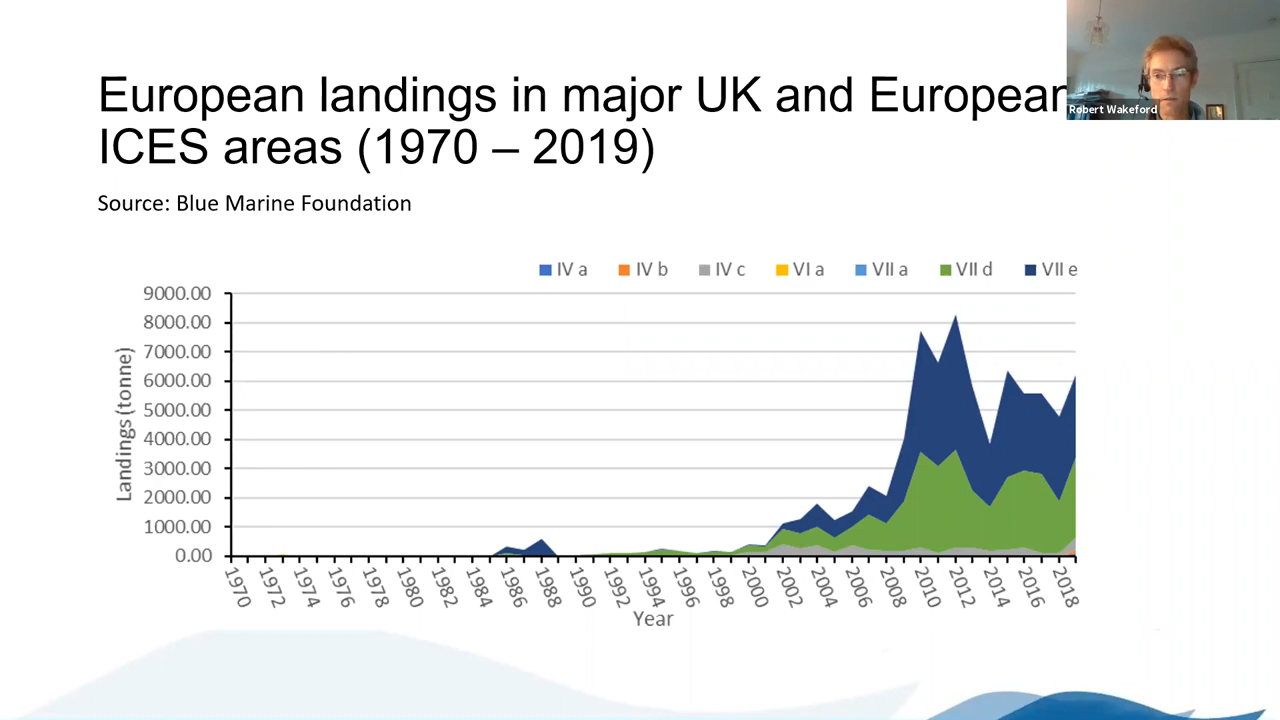 European landings in major UK and European
ICES areas (1970 – 2019)
Robert Wakeford
Source: Blue Marine Foundation
IV a IV b IV c VI a VII a VII d VII e
9000.00
8000.00
7000.00
6000.00
5000.00
4000.00
3000.00
2000.00
1000.00
0.00
Landings (tonne)
1970 1972 1974 1976 1978 1980 1982 1984 1986 1988 1990 1992 1994 1996 1998 2000 2002 2004 2006 2008 2010 2012 2014 2016 2018
Year